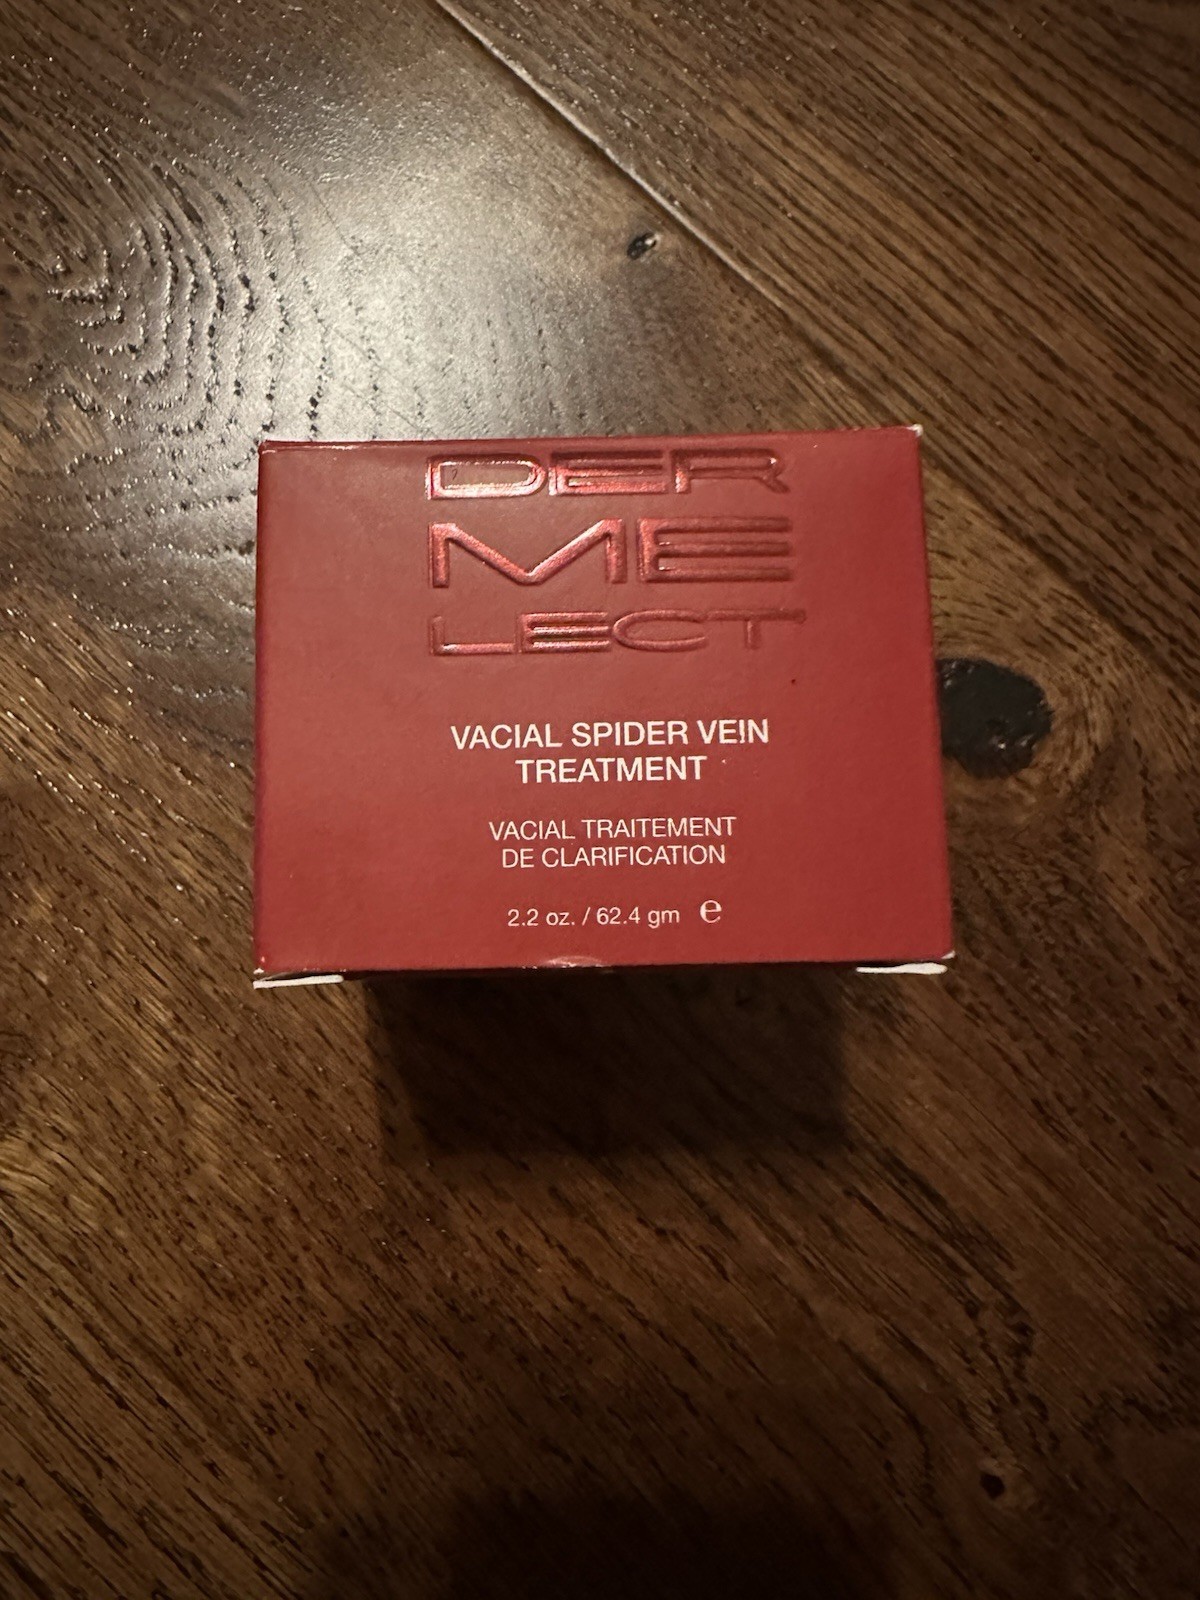 DER
ME
LECT
VACIAL SPIDER VEIN
TREATMENT
VACIAL TRAITEMENT
DE CLARIFICATION
2.2 oz. / 62.4 gm ℮